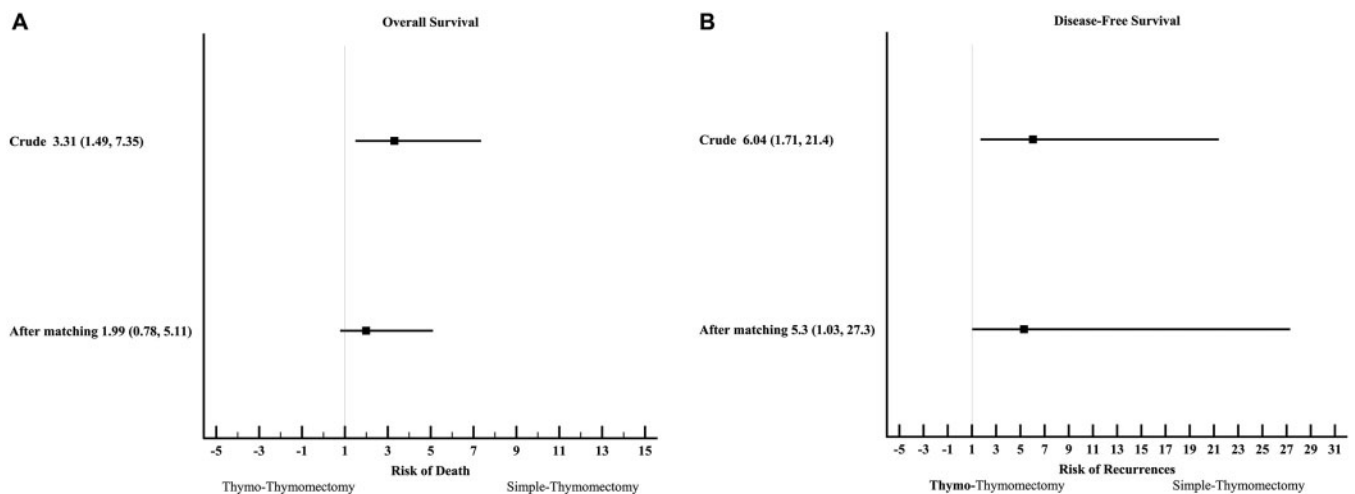 A
Overall Survival
Crude 3.31 (1.49, 7.35)
After matching 1.99 (0.78, 5.11)
-5 -3 -1 1 3 5 7 9 11 13 15
Risk of Death
Thymo-Thymomectomy Simple-Thymomectomy
B
Disease-Free Survival
Crude 6.04 (1.71, 21.4)
After matching 5.3 (1.03, 27.3)
-5 -3 -1 1 3 5 7 9 11 13 15 17 19 21 23 25 27 29 31
Risk of Recurrences
Thymo-Thymomectomy Simple-Thymomectomy